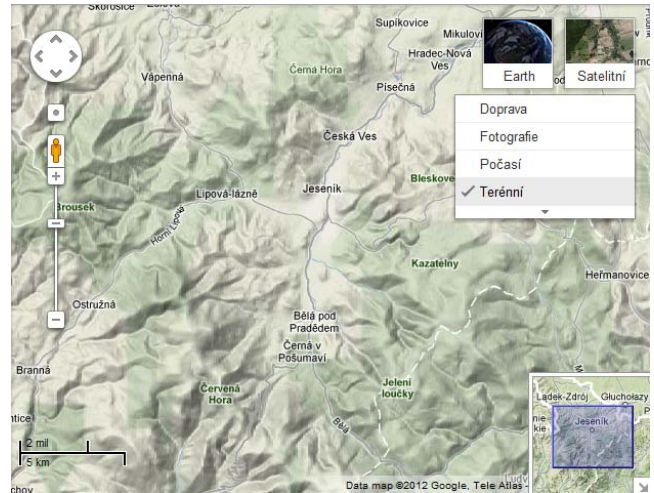 Skorošice
Supíkovice
Mikulovi
Hradec-Nová
Ves
Vápenná
Černá Hora
Písečná
Earth
Satelitní
Doprava
Fotografie
Počasí
Terénní
Česká Ves
Lipová-lázně
Jeseník
Bleskove
Brousek
Horní Lipová
Kazatelny
Heřmanovice
Ostružná
Bělá pod
Pradědem
Černá v
Pošumaví
Branná
Červená
Hora
Jelení
loučky
Bělá
Ladek-Zdrój
Głuchołazy
Jeseník
2 mil
5 km
Data map ©2012 Google, Tele Atlas -